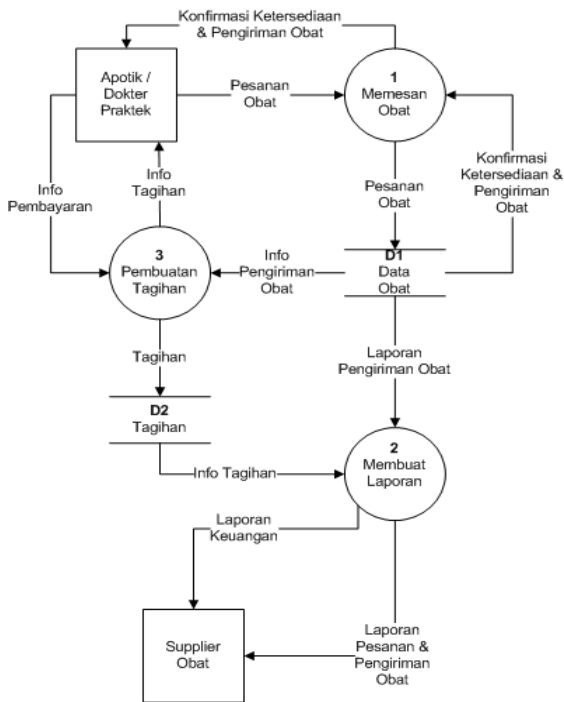 Konfirmasi Ketersediaan
& Pengiriman Obat
Apotik /
Dokter
Praktek
Pesanan
Obat
1
Memesan
Obat
Info
Pembayaran
Info
Tagihan
Pesanan
Obat
Konfirmasi
Ketersediaan &
Pengiriman
Obat
3
Pembuatan
Tagihan
Info
Pengiriman
Obat
D1
Data
Obat
Tagihan
Laporan
Pengiriman Obat
D2
Tagihan
Info Tagihan
2
Membuat
Laporan
Laporan
Keuangan
Supplier
Obat
Laporan
Pesanan &
Pengiriman
Obat